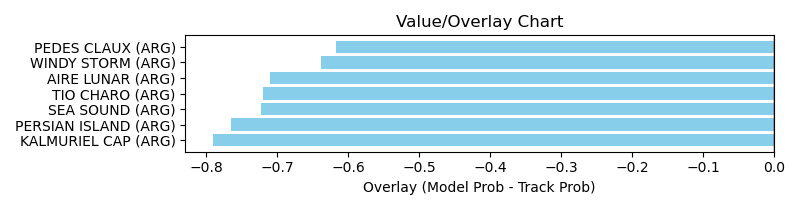 Value/Overlay Chart
PEDES CLAUX (ARG)
WINDY STORM (ARG)
AIRE LUNAR (ARG)
TIO CHARO (ARG)
SEA SOUND (ARG)
PERSIAN ISLAND (ARG)
KALMURIEL CAP (ARG)
−0.8 −0.7 −0.6 −0.5 −0.4 −0.3 −0.2 −0.1 0.0
Overlay (Model Prob - Track Prob)